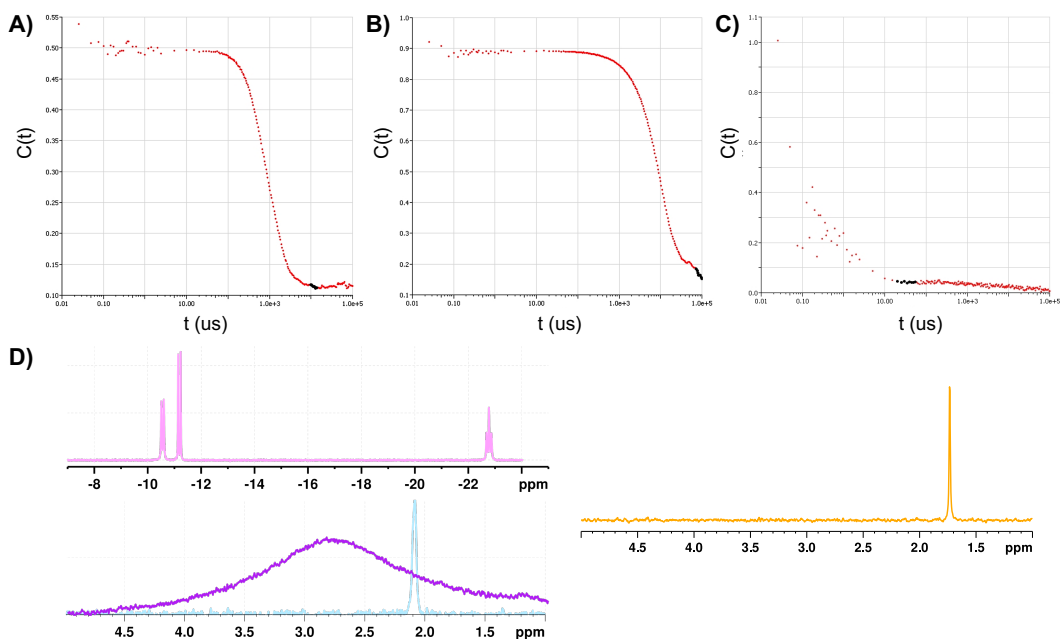 A)
0.55
0.50
0.45
0.40
0.35
0.30
0.25
0.20
0.15
0.10
C(t)
0.01 0.10 10.00 1.0e+3 1.0e+5
t (us)
B)
1.0
0.9
0.8
0.7
0.6
0.5
0.4
0.3
0.2
0.1
C(t)
0.01 0.10 10.00 1.0e+3 1.0e+5
t (us)
C)
1.1
1.0
0.8
0.6
0.4
0.2
0.0
C(t)
0.01 0.10 10.00 1.0e+3 1.0e+5
t (us)
D)
-8 -10 -12 -14 -16 -18 -20 -22 ppm
4.5 4.0 3.5 3.0 2.5 2.0 1.5 ppm
4.5 4.0 3.5 3.0 2.5 2.0 1.5 ppm